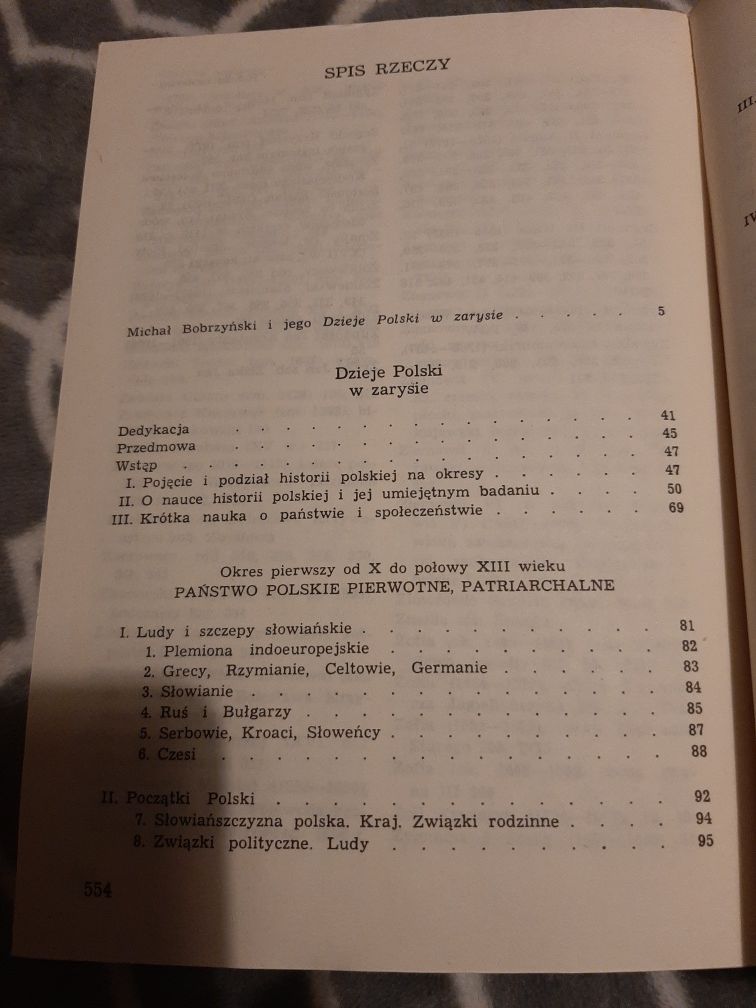 SPIS RZECZY
Michał Bobrzyński i jego Dzieje Polski w zarysie . . . . . 5
Dzieje Polski
w zarysie
Dedykacja . . . . . . . . . . . . . . . . 41
Przedmowa . . . . . . . . . . . . . . . . 45
Wstęp . . . . . . . . . . . . . . . . . . 47
I. Pojęcie i podział historii polskiej na okresy . . . . . . 47
II. O nauce historii polskiej i jej umiejętnym badaniu . . . . 50
III. Krótka nauka o państwie i społeczeństwie . . . . . . 69
Okres pierwszy od X do połowy XIII wieku
PAŃSTWO POLSKIE PIERWOTNE, PATRIARCHALNE
I. Ludy i szczepy słowiańskie . . . . . . . . . . . 81
1. Plemiona indoeuropejskie . . . . . . . . . . 82
2. Grecy, Rzymianie, Celtowie, Germanie . . . . . . 83
3. Słowianie . . . . . . . . . . . . . . . 84
4. Ruś i Bułgarzy . . . . . . . . . . . . . 85
5. Serbowie, Kroaci, Słoweńcy . . . . . . . . . . 87
6. Czesi . . . . . . . . . . . . . . . . 88
II. Początki Polski . . . . . . . . . . . . . . 92
7. Słowiańszczyzna polska. Kraj. Związki rodzinne . . . . 94
8. Związki polityczne. Ludy . . . . . . . . . . 95
554
III.